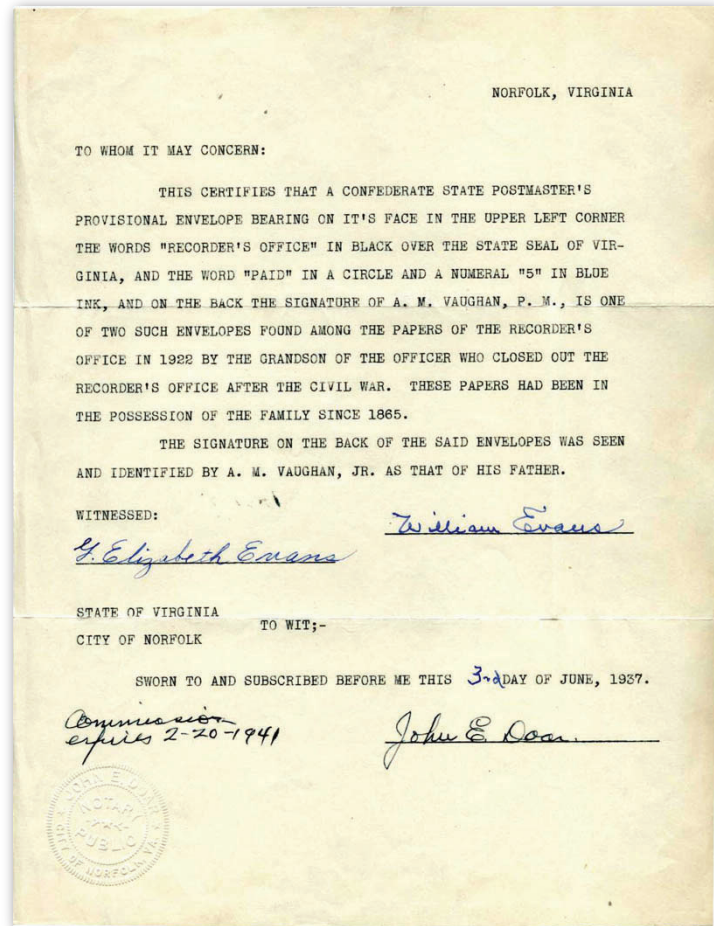 NORFOLK, VIRGINIA
TO WHOM IT MAY CONCERN:
THIS CERTIFIES THAT A CONFEDERATE STATE POSTMASTER'S
PROVISIONAL ENVELOPE BEARING ON IT'S FACE IN THE UPPER LEFT CORNER
THE WORDS "RECORDER'S OFFICE" IN BLACK OVER THE STATE SEAL OF VIR-
GINIA, AND THE WORD "PAID" IN A CIRCLE AND A NUMERAL "5" IN BLUE
INK, AND ON THE BACK THE SIGNATURE OF A. M. VAUGHAN, P. M., IS ONE
OF TWO SUCH ENVELOPES FOUND AMONG THE PAPERS OF THE RECORDER'S
OFFICE IN 1922 BY THE GRANDSON OF THE OFFICER WHO CLOSED OUT THE
RECORDER'S OFFICE AFTER THE CIVIL WAR. THESE PAPERS HAD BEEN IN
THE POSSESSION OF THE FAMILY SINCE 1865.
THE SIGNATURE ON THE BACK OF THE SAID ENVELOPES WAS SEEN
AND IDENTIFIED BY A. M. VAUGHAN, JR. AS THAT OF HIS FATHER.
WITNESSED:
William Evans
G. Elizabeth Evans
STATE OF VIRGINIA
TO WIT;-
CITY OF NORFOLK
SWORN TO AND SUBSCRIBED BEFORE ME THIS 3rd DAY OF JUNE, 1937.
Commission
expires 2-20-1941
John E. Doar
JOHN E. DOAR
NOTARY
PUBLIC
CITY OF NORFOLK, VA.